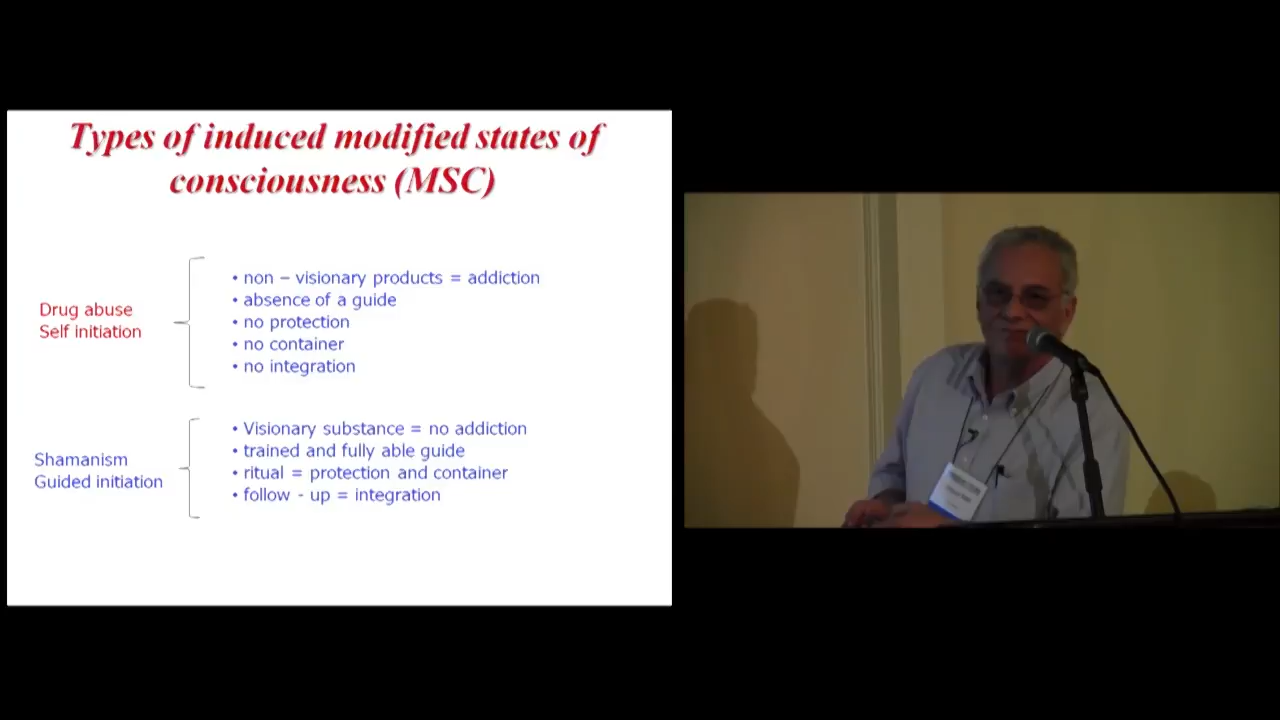 Types of induced modified states of
consciousness (MSC)
Drug abuse
Self initiation
• non – visionary products = addiction
• absence of a guide
• no protection
• no container
• no integration
Shamanism
Guided initiation
• Visionary substance = no addiction
• trained and fully able guide
• ritual = protection and container
• follow - up = integration